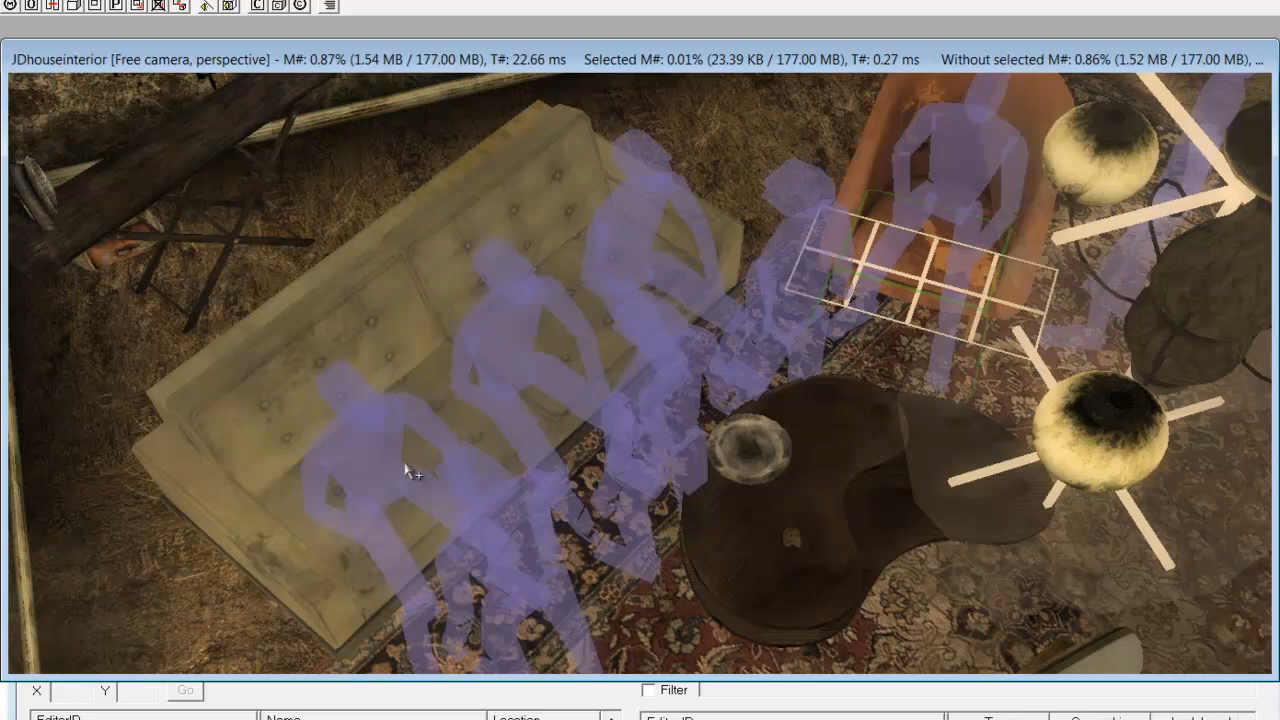 JDhouseinterior [Free camera, perspective] - M#: 0.87% (1.54 MB / 177.00 MB), T#: 22.66 ms Selected M#: 0.01% (23.39 KB / 177.00 MB), T#: 0.27 ms Without selected M#: 0.86% (1.52 MB / 177.00 MB), ...
X Y Go Filter
EditorID Name Location EditorID